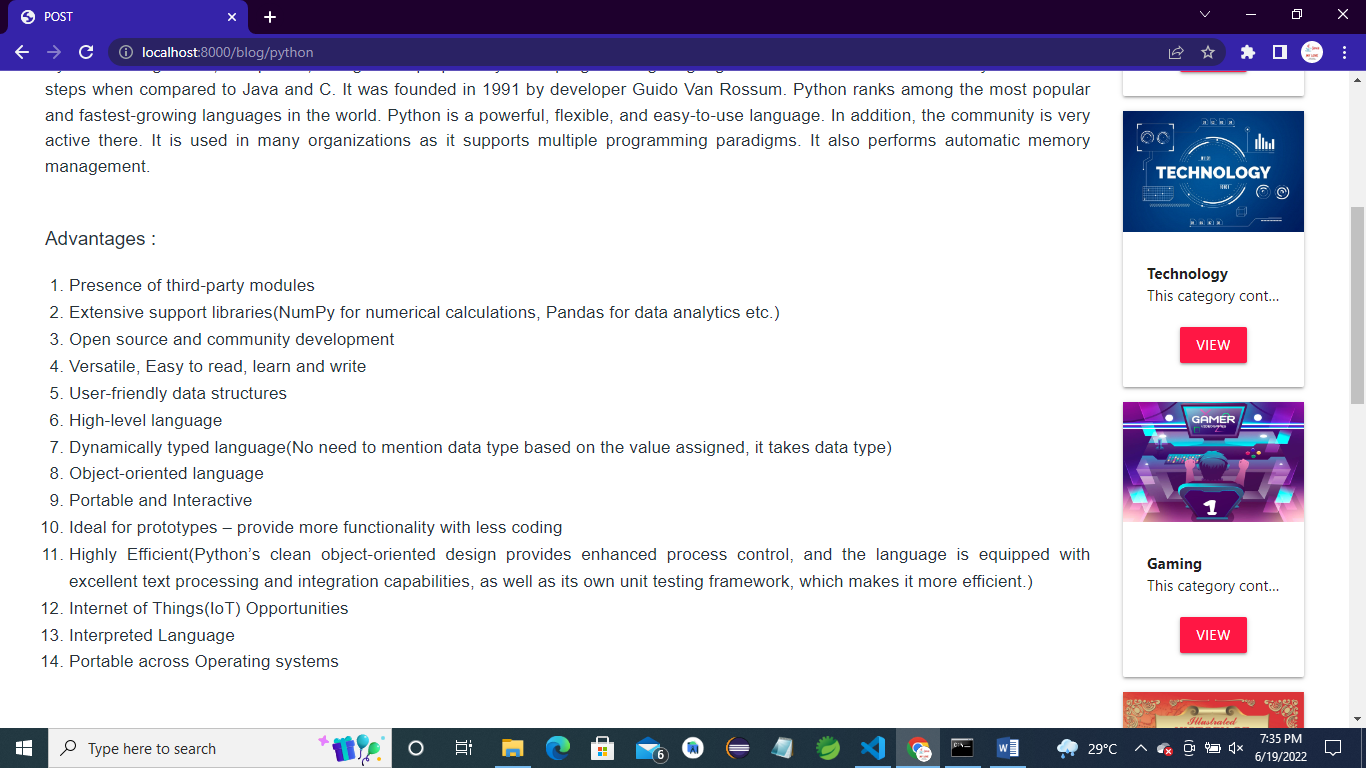 POST
localhost:8000/blog/python
steps when compared to Java and C. It was founded in 1991 by developer Guido Van Rossum. Python ranks among the most popular
and fastest-growing languages in the world. Python is a powerful, flexible, and easy-to-use language. In addition, the community is very
active there. It is used in many organizations as it supports multiple programming paradigms. It also performs automatic memory
management.
Advantages :
1. Presence of third-party modules
2. Extensive support libraries(NumPy for numerical calculations, Pandas for data analytics etc.)
3. Open source and community development
4. Versatile, Easy to read, learn and write
5. User-friendly data structures
6. High-level language
7. Dynamically typed language(No need to mention data type based on the value assigned, it takes data type)
8. Object-oriented language
9. Portable and Interactive
10. Ideal for prototypes – provide more functionality with less coding
11. Highly Efficient(Python’s clean object-oriented design provides enhanced process control, and the language is equipped with
excellent text processing and integration capabilities, as well as its own unit testing framework, which makes it more efficient.)
12. Internet of Things(IoT) Opportunities
13. Interpreted Language
14. Portable across Operating systems
TECHNOLOGY
Technology
This category cont...
VIEW
GAMER
1
Gaming
This category cont...
VIEW
Illustrated
Type here to search
6
29°C
7:35 PM
6/19/2022